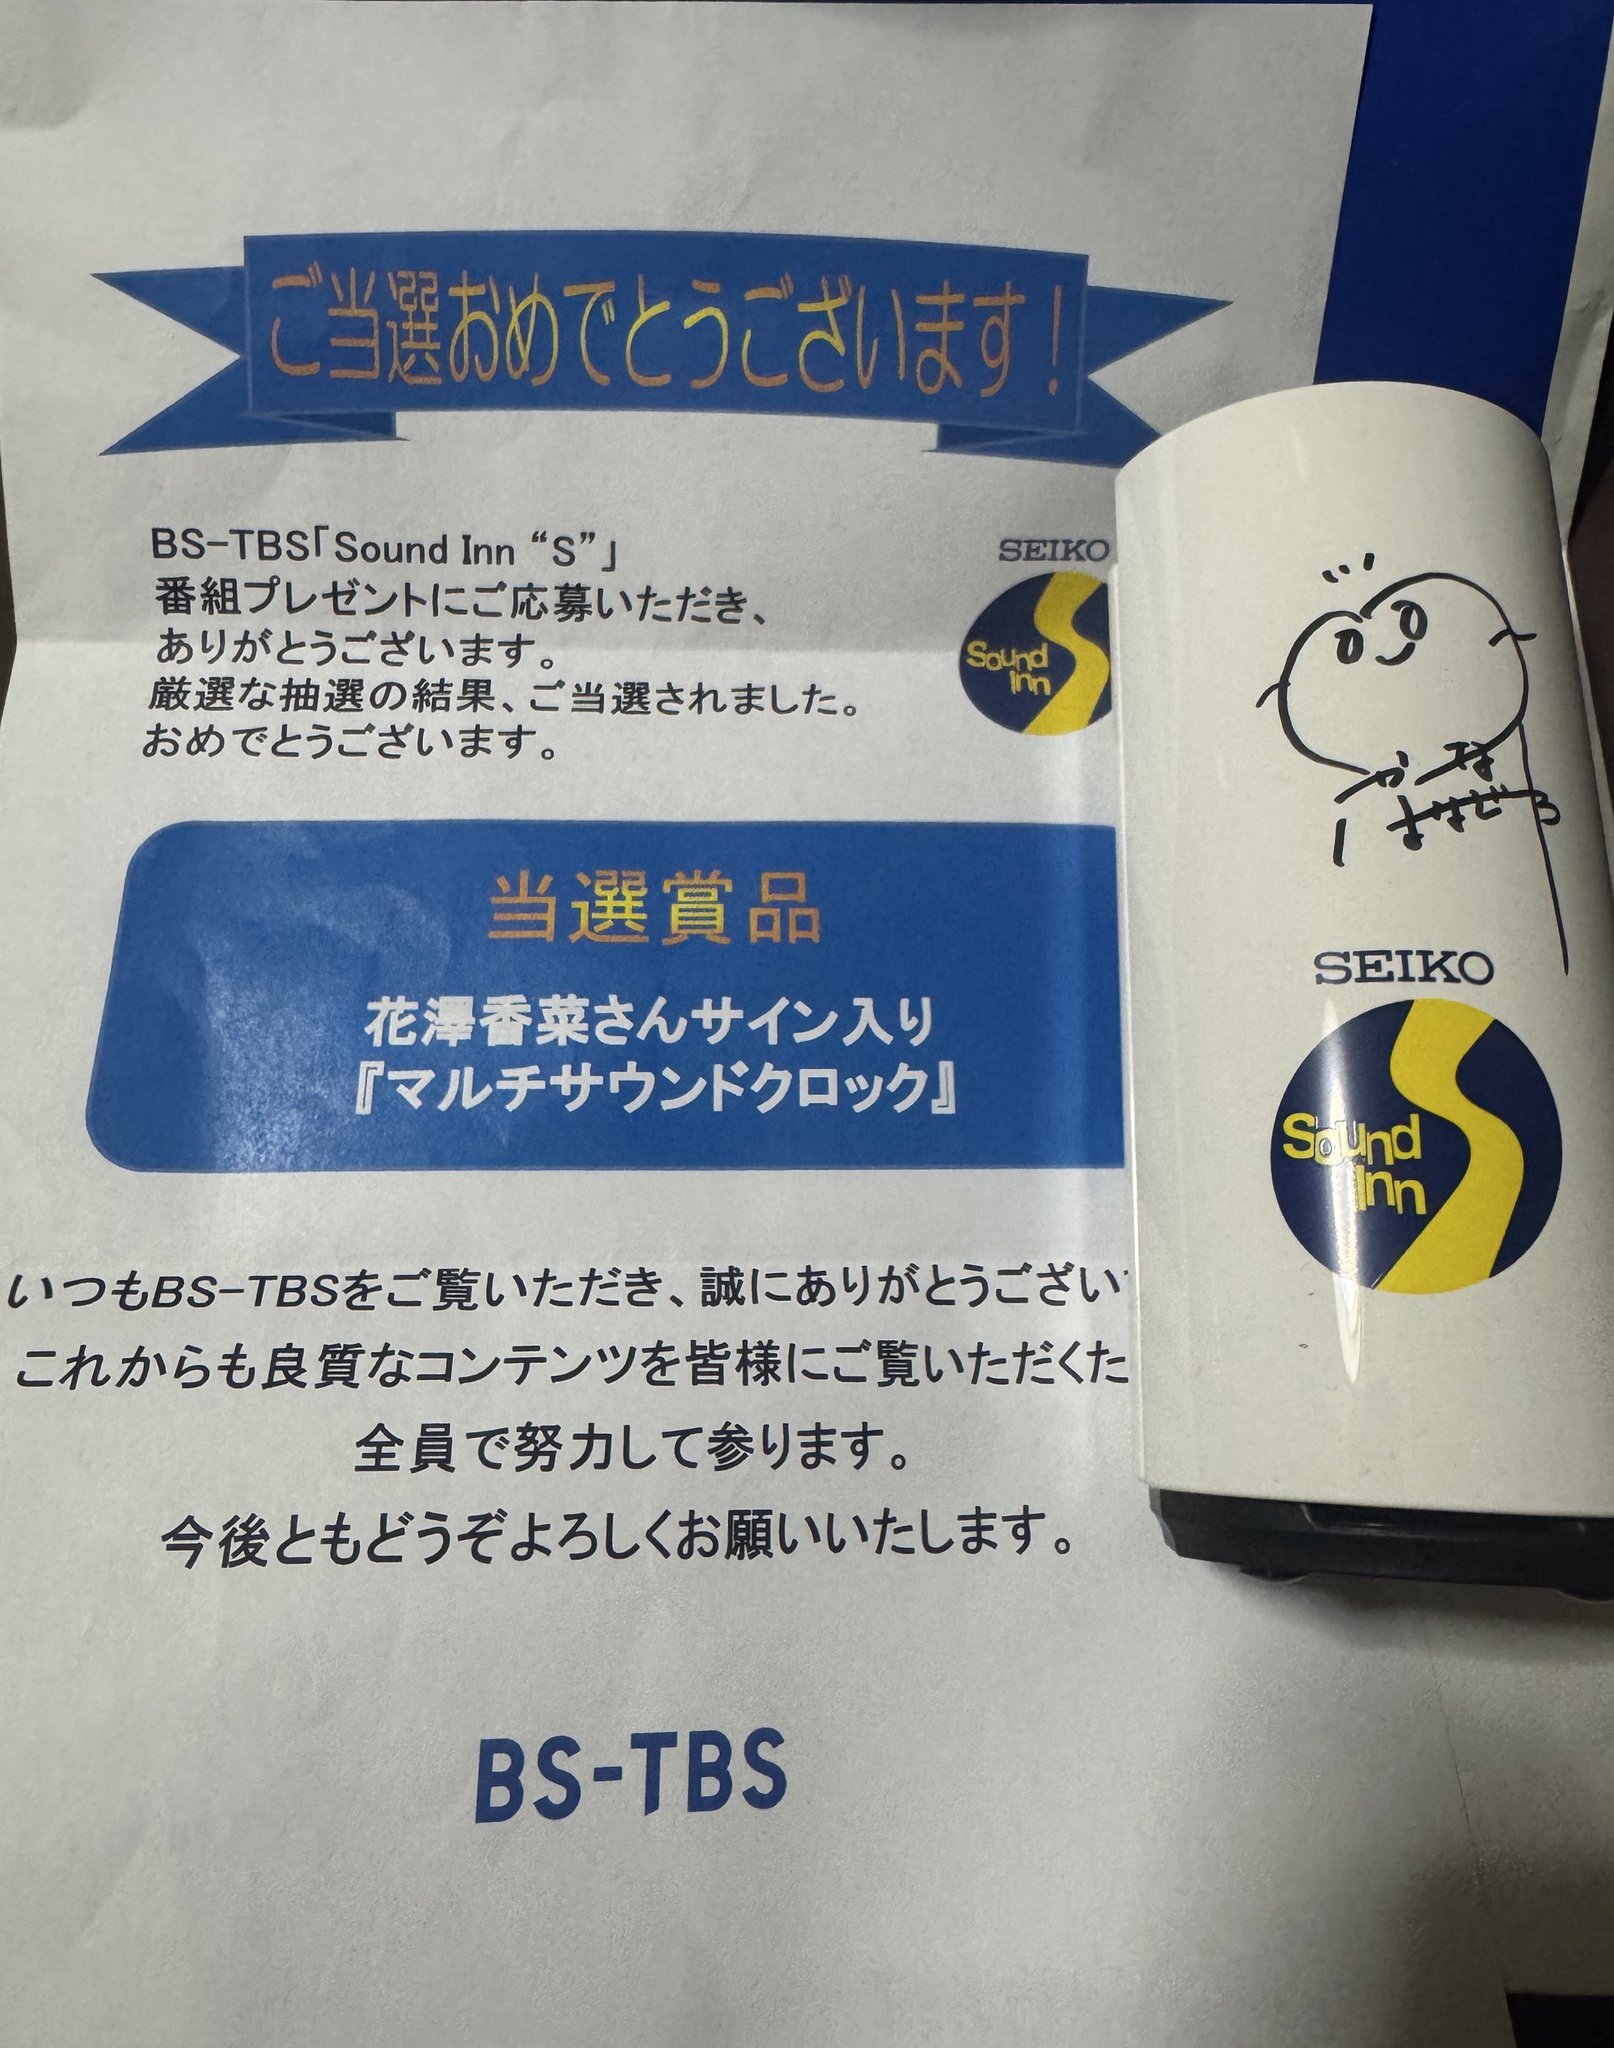 ご当選おめでとうございます！
BS-TBS「Sound Inn “S”」
番組プレゼントにご応募いただき、
ありがとうございます。
厳選な抽選の結果、ご当選されました。
おめでとうございます。
SEIKO
Sound
Inn
当選賞品
花澤香菜さんサイン入り
『マルチサウンドクロック』
いつもBS-TBSをご覧いただき、誠にありがとうござい
これからも良質なコンテンツを皆様にご覧いただくた
全員で努力して参ります。
今後ともどうぞよろしくお願いいたします。
BS-TBS
かな
SEIKO
Sound
Inn